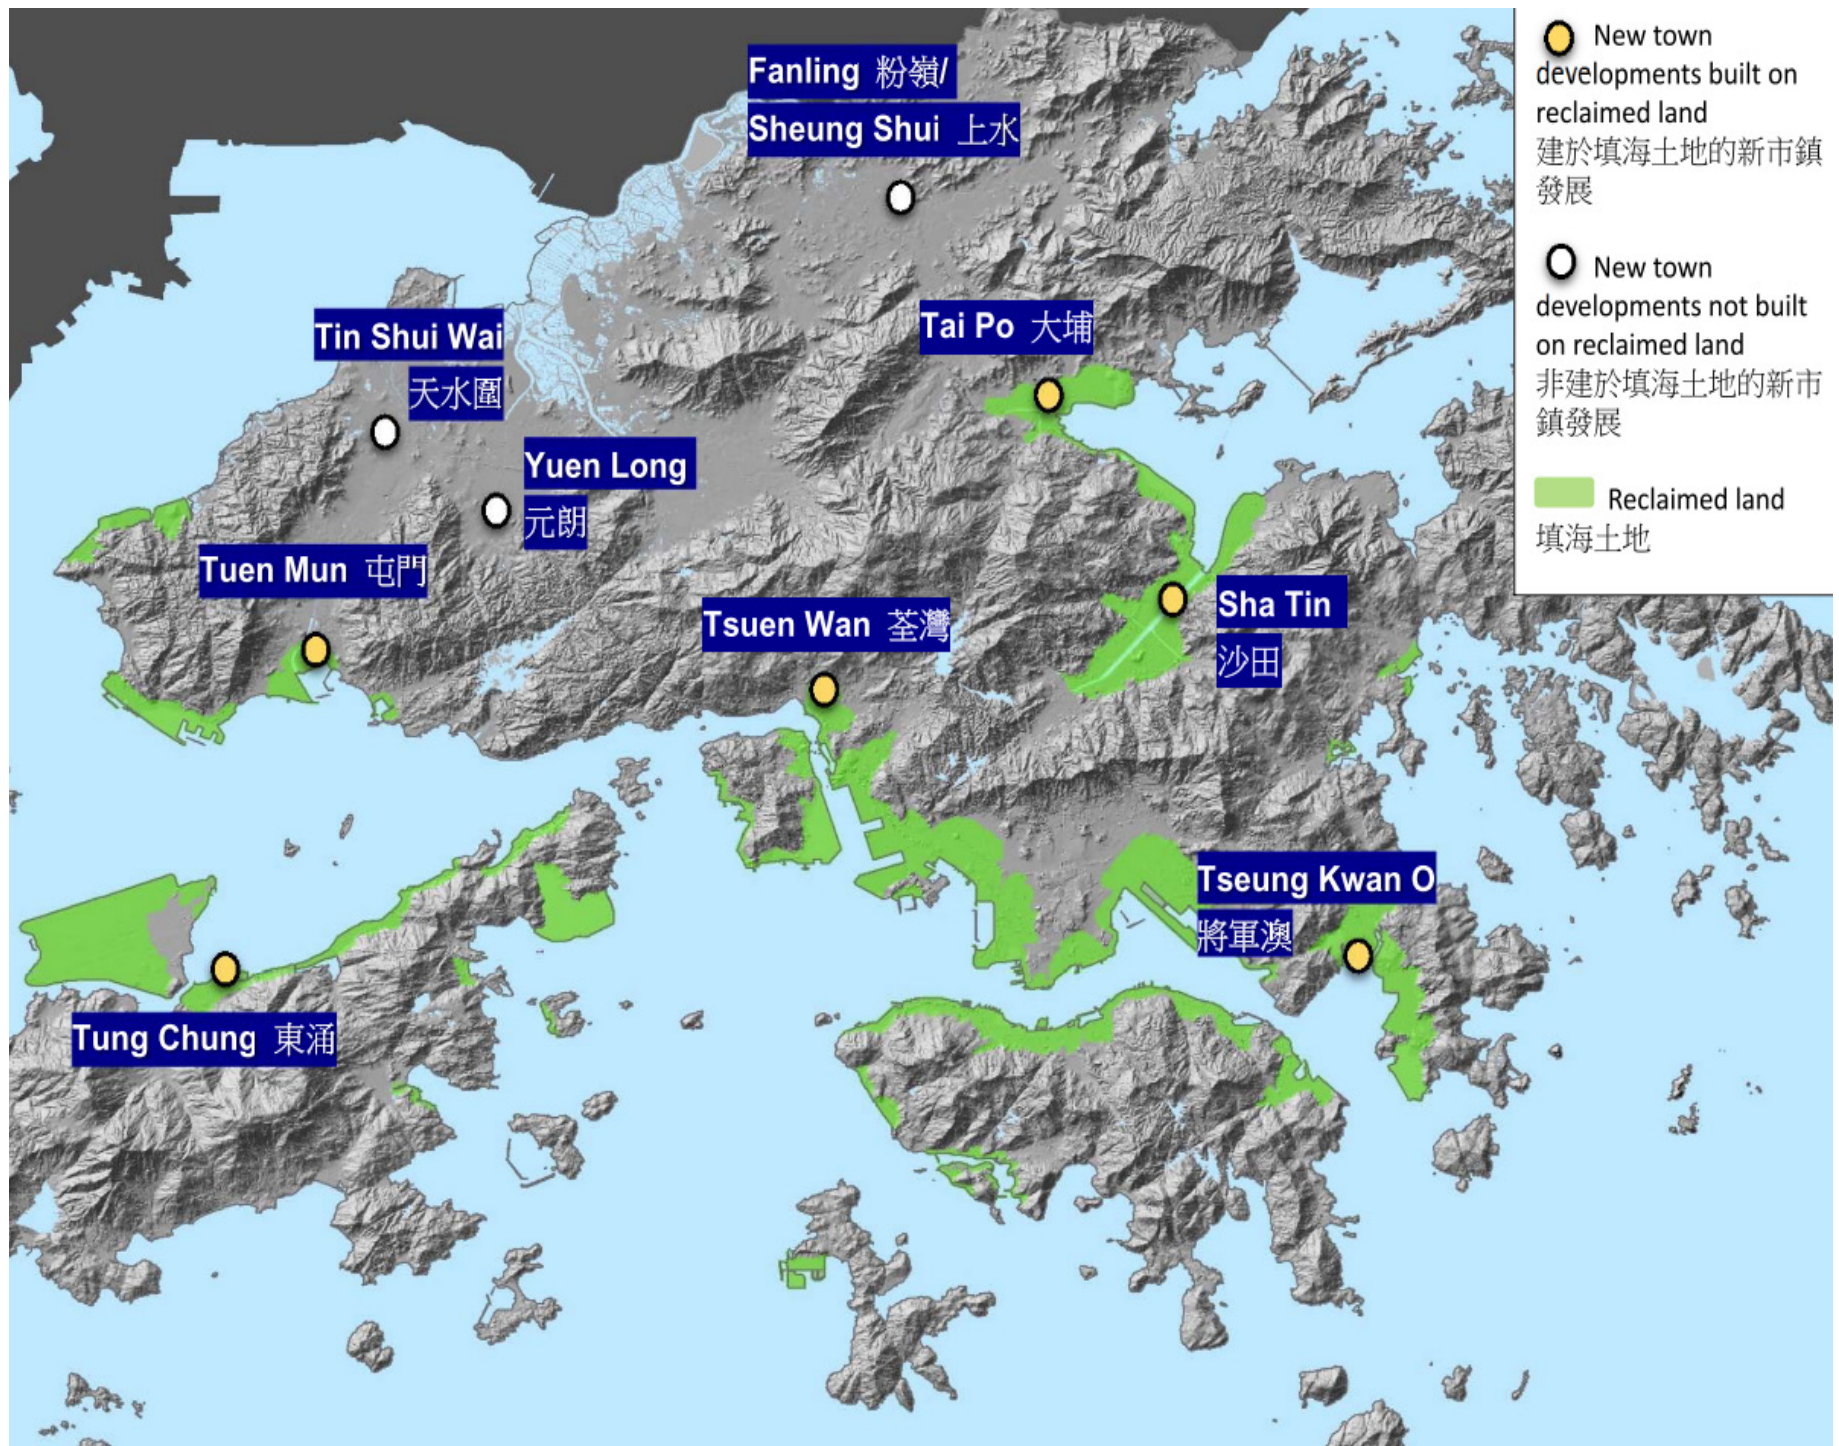 Fanling 粉嶺/
Sheung Shui 上水
Tin Shui Wai
天水圍
Tai Po 大埔
Yuen Long
元朗
Tuen Mun 屯門
Tsuen Wan 荃灣
Sha Tin
沙田
Tseung Kwan O
將軍澳
Tung Chung 東涌
New town
developments built on
reclaimed land
建於填海土地的新市鎮
發展
New town
developments not built
on reclaimed land
非建於填海土地的新市
鎮發展
Reclaimed land
填海土地